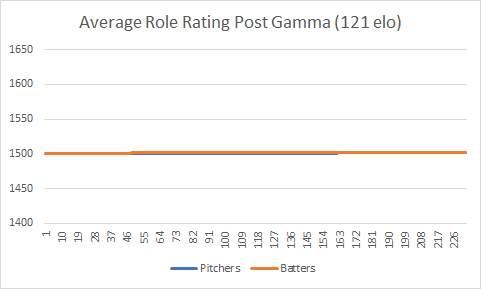 Average Role Rating Post Gamma (121 elo)
1650
1600
1550
1500
1450
1400
1 10 19 28 37 46 55 64 73 82 91 100 109 118 127 136 145 154 163 172 181 190 199 208 217 226
Pitchers Batters